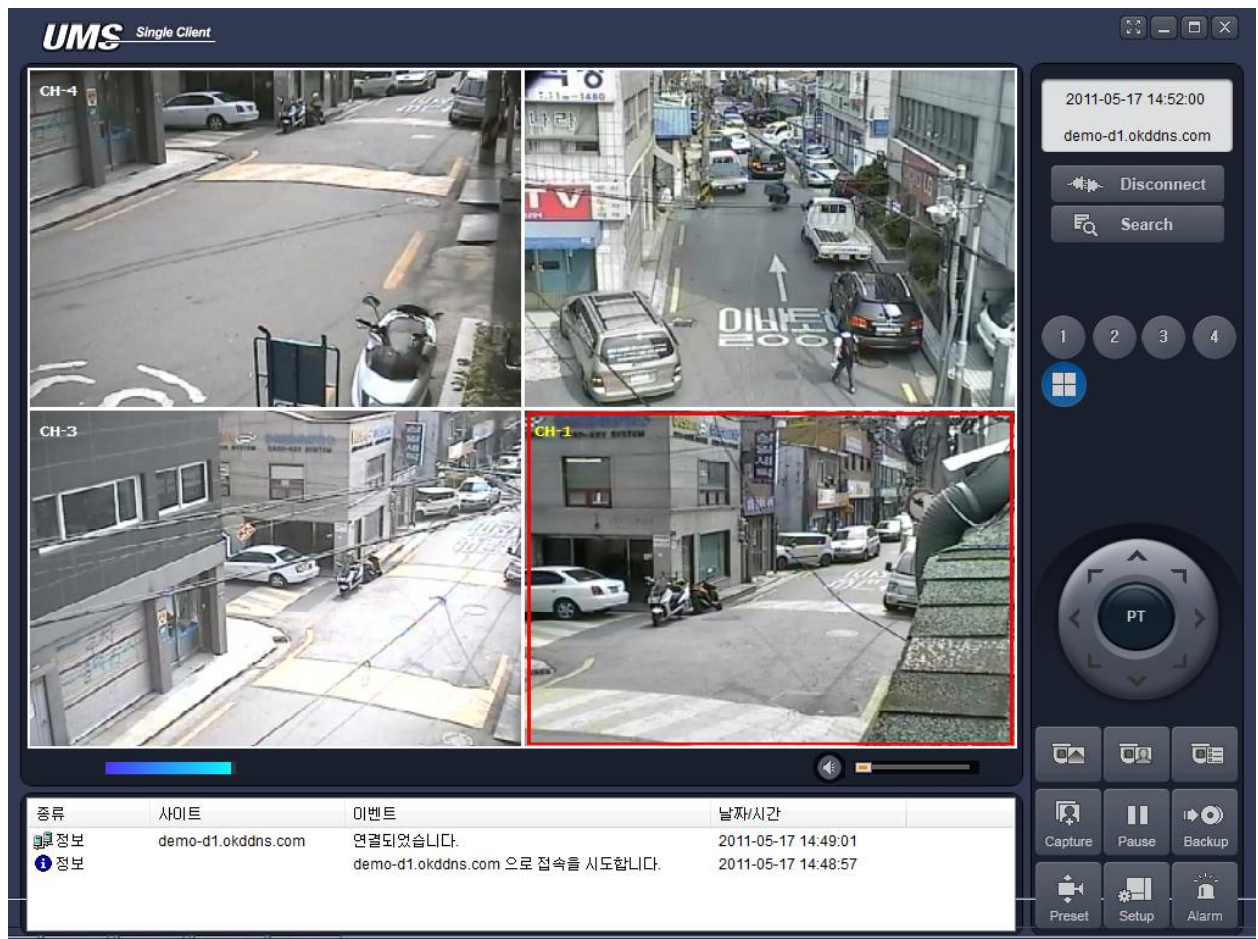 UMS Single Client
2011-05-17 14:52:00
demo-d1.okddns.com
Disconnect
Search
1 2 3 4
CH-4
TV
일방통
CH-3
CH-1
PT
Capture
Pause
Backup
Preset
Setup
Alarm
종류 사이트 이벤트 날짜/시간
정보 demo-d1.okddns.com 연결되었습니다. 2011-05-17 14:49:01
정보 demo-d1.okddns.com 으로 접속을 시도합니다. 2011-05-17 14:48:57